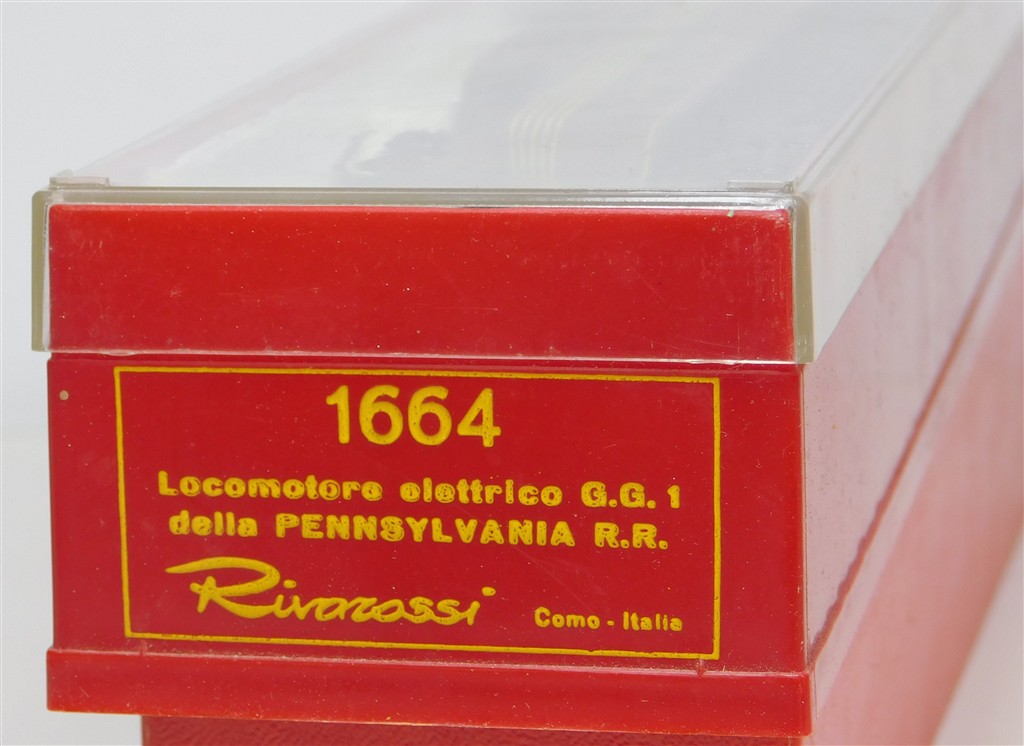 1664
Locomotore elettrico G.G. 1
della PENNSYLVANIA R.R.
Rivarossi
Como - Italia